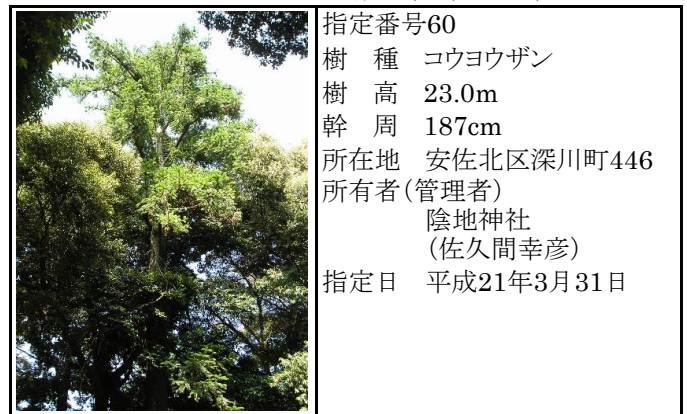 指定番号60
樹　種　コウヨウザン
樹　高　23.0m
幹　周　187cm
所在地　安佐北区深川町446
所有者（管理者）
陰地神社
（佐久間幸彦）
指定日　平成21年3月31日